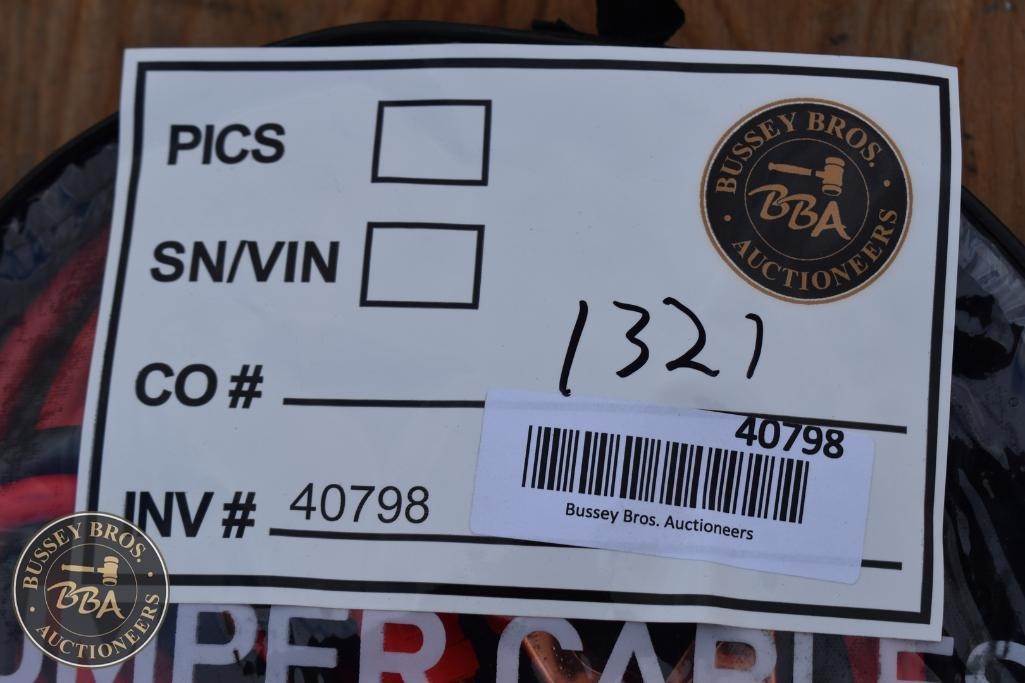 PICS
BUSSEY BROS.
BBA
AUCTIONEERS
SN/VIN
1321
CO #
40798
INV # 40798
Bussey Bros. Auctioneers
BUSSEY BROS.
BBA
AUCTIONEERS
UMPER CABLES